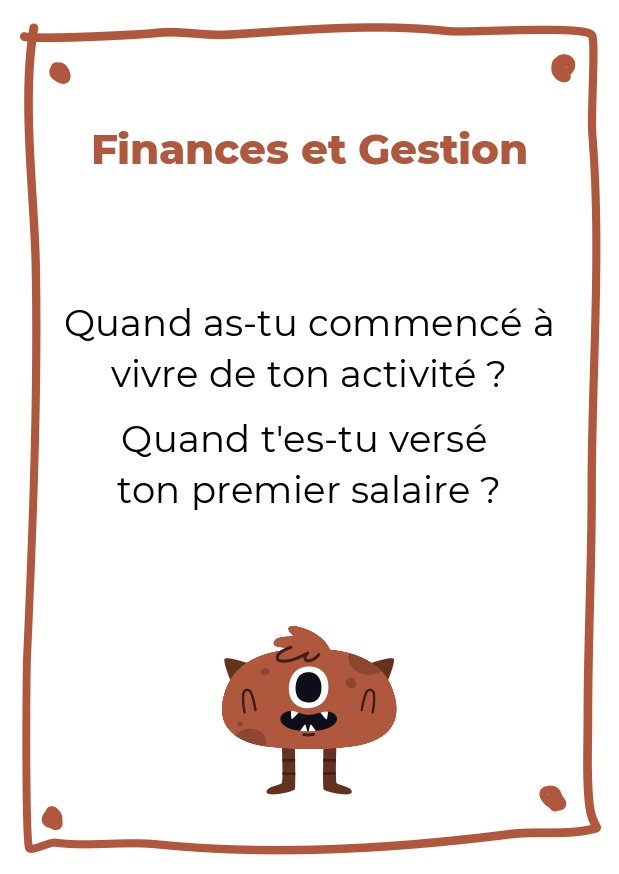 Finances et Gestion
Quand as-tu commencé à
vivre de ton activité ?
Quand t'es-tu versé
ton premier salaire ?